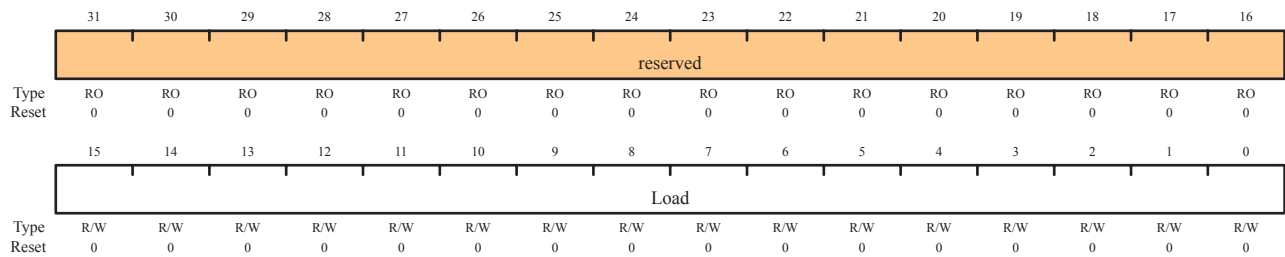 31 30 29 28 27 26 25 24 23 22 21 20 19 18 17 16
reserved
Type RO RO RO RO RO RO RO RO RO RO RO RO RO RO RO RO
Reset 0 0 0 0 0 0 0 0 0 0 0 0 0 0 0 0
15 14 13 12 11 10 9 8 7 6 5 4 3 2 1 0
Load
Type R/W R/W R/W R/W R/W R/W R/W R/W R/W R/W R/W R/W R/W R/W R/W R/W
Reset 0 0 0 0 0 0 0 0 0 0 0 0 0 0 0 0